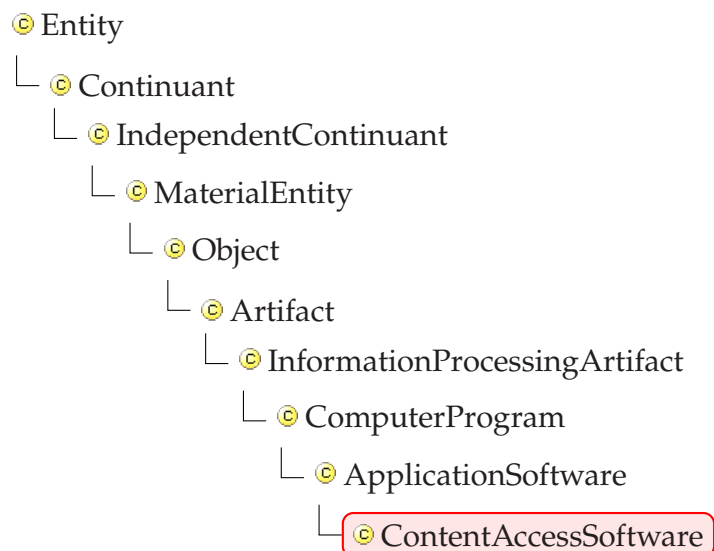 Entity
Continuant
IndependentContinuant
MaterialEntity
Object
Artifact
InformationProcessingArtifact
ComputerProgram
ApplicationSoftware
ContentAccessSoftware